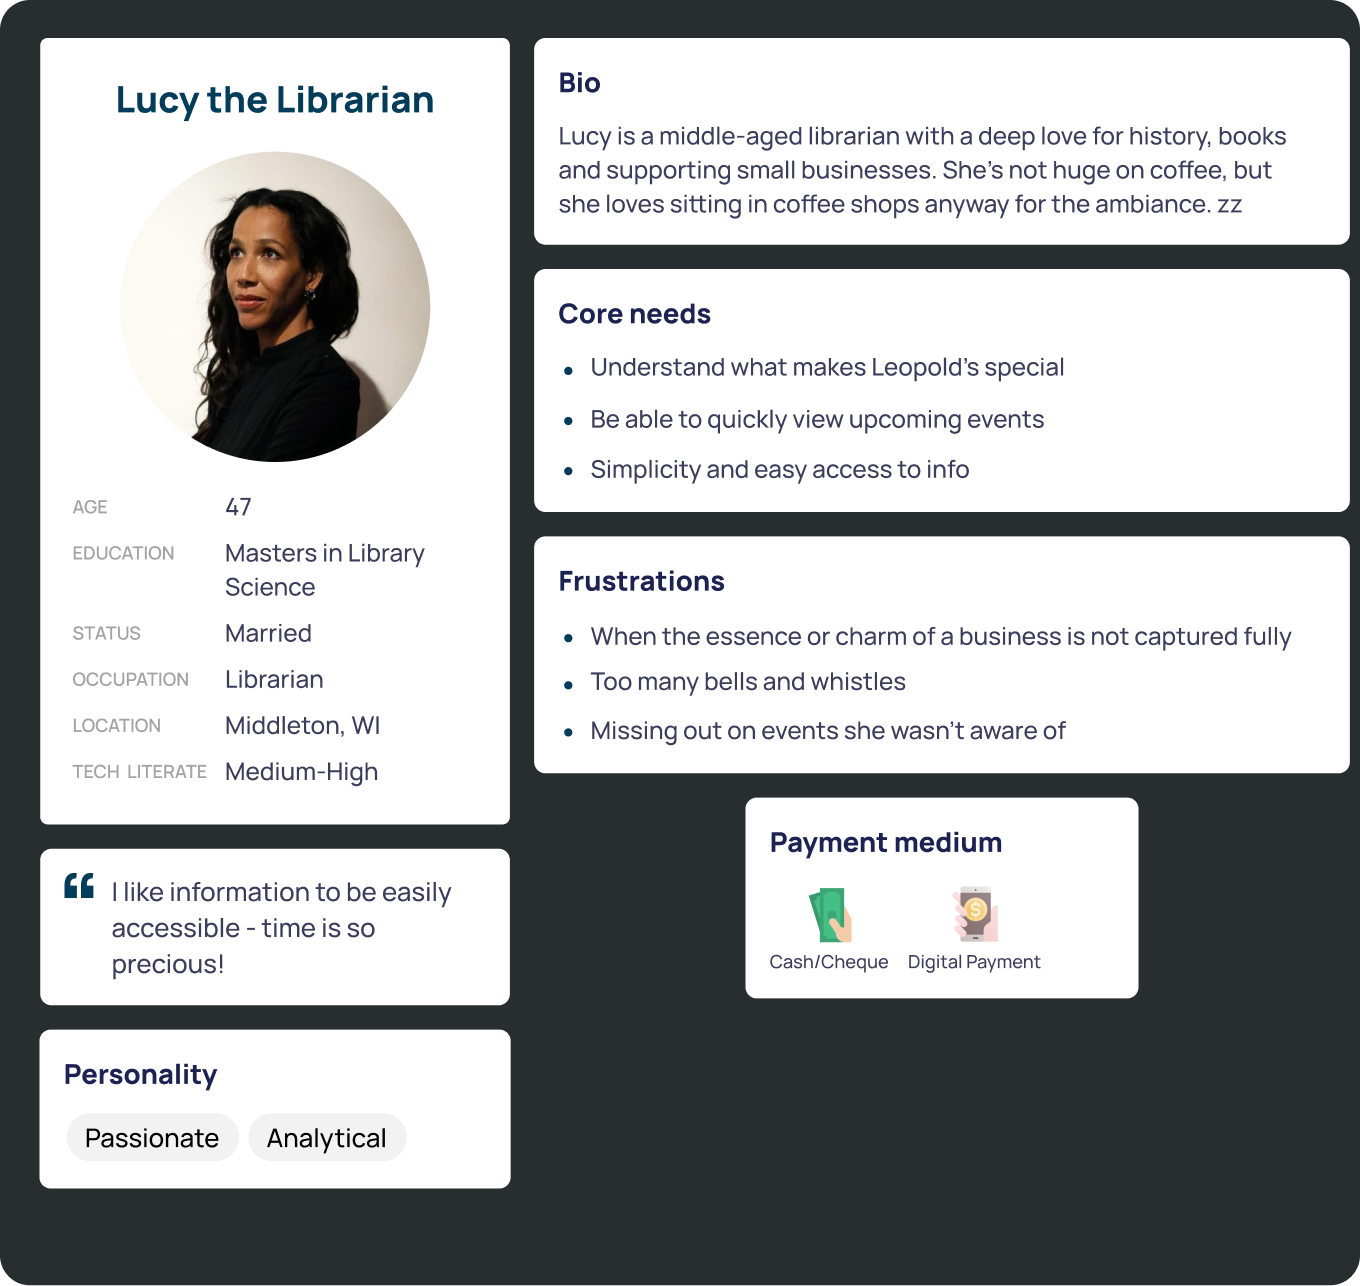 Lucy the Librarian
AGE 47
EDUCATION Masters in Library
Science
STATUS Married
OCCUPATION Librarian
LOCATION Middleton, WI
TECH LITERATE Medium-High
“ I like information to be easily
accessible - time is so
precious!
Personality
Passionate Analytical
Bio
Lucy is a middle-aged librarian with a deep love for history, books
and supporting small businesses. She's not huge on coffee, but
she loves sitting in coffee shops anyway for the ambiance. zz
Core needs
• Understand what makes Leopold's special
• Be able to quickly view upcoming events
• Simplicity and easy access to info
Frustrations
• When the essence or charm of a business is not captured fully
• Too many bells and whistles
• Missing out on events she wasn't aware of
Payment medium
$
Cash/Cheque Digital Payment